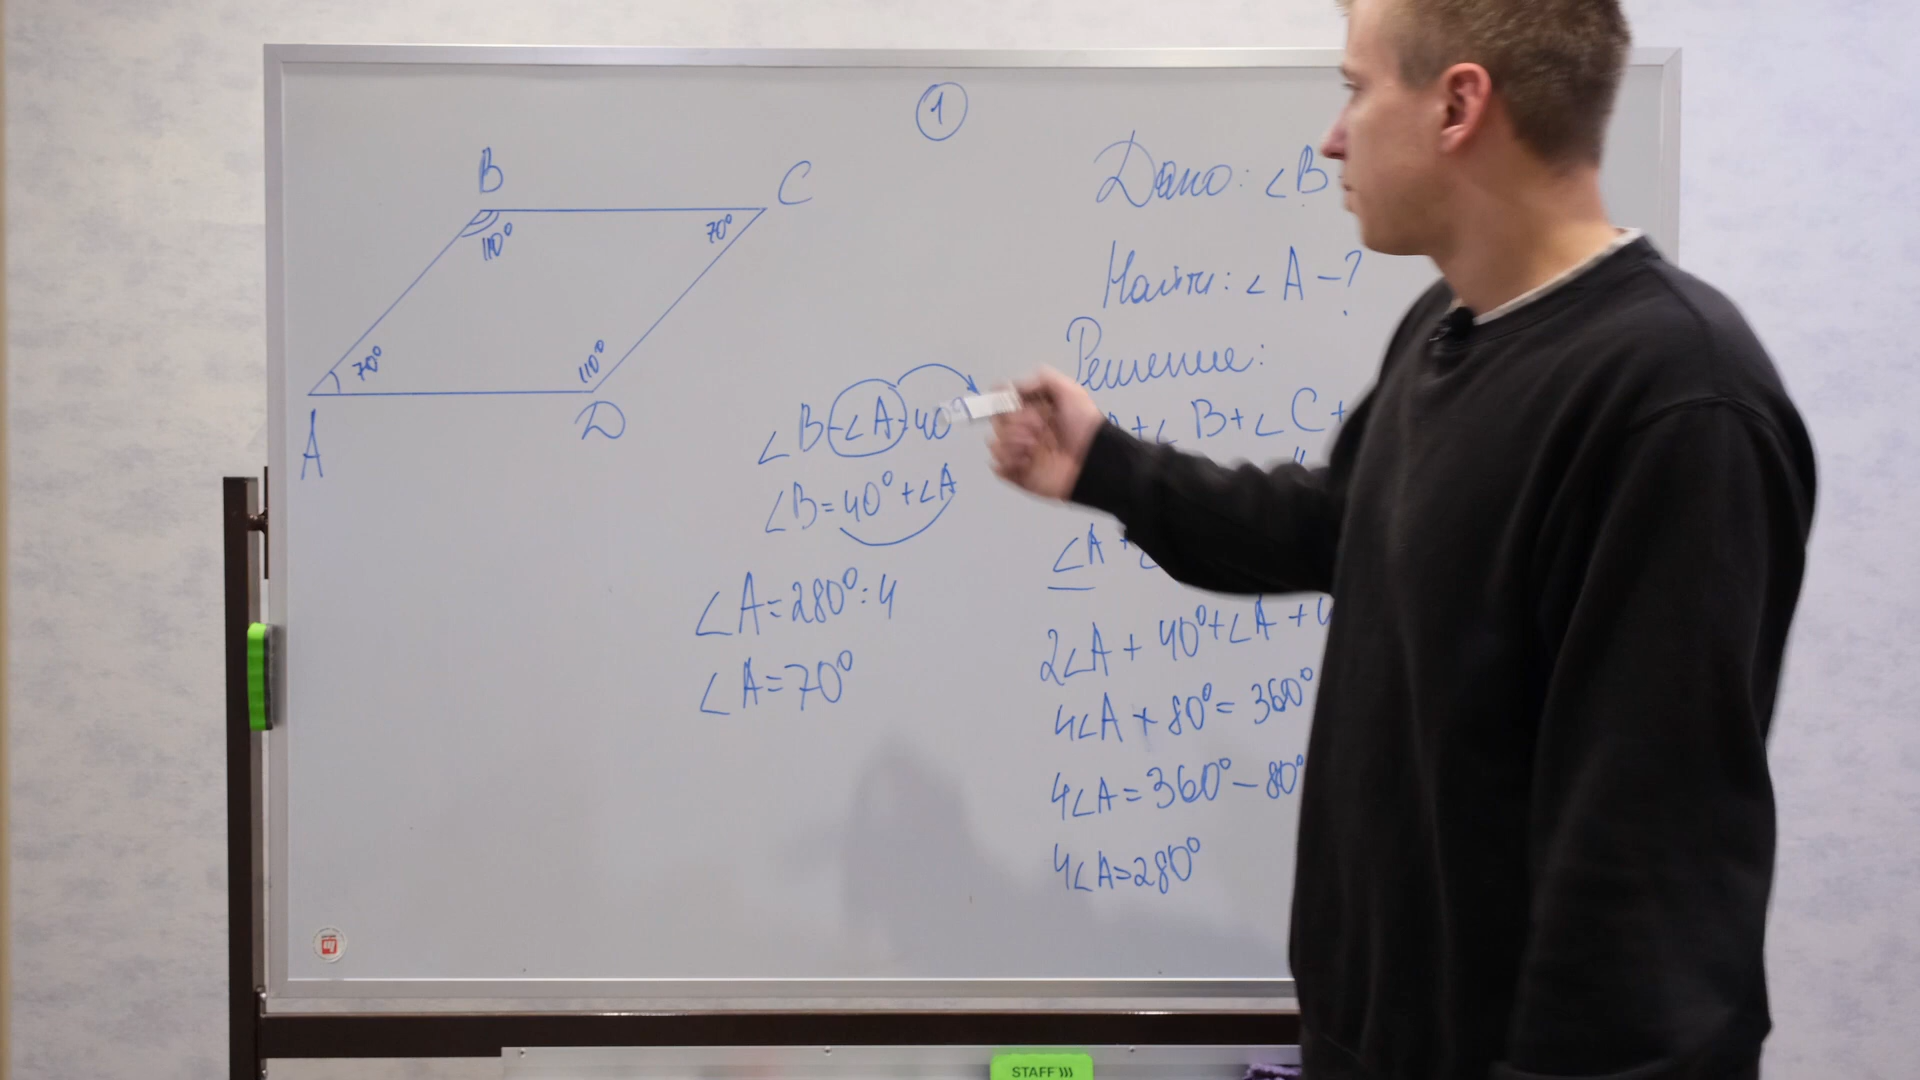 1
B
C
110°
70°
70°
110°
A
D
Дано: ∠B
Найти: ∠A - ?
Решение:
∠B-∠A=40°
+∠B+∠C+
∠B=40°+∠A
∠A +
∠A=280°:4
2∠A + 40°+∠A +
∠A=70°
4∠A + 80°= 360°
4∠A=360°-80°
4∠A=280°
STAFF